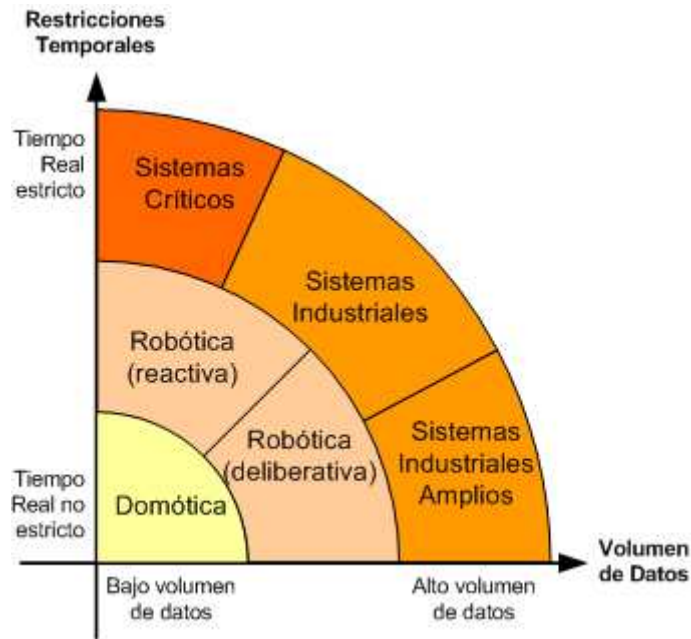 Restricciones
Temporales
Tiempo
Real
estricto
Sistemas
Críticos
Sistemas
Industriales
Robótica
(reactiva)
Robótica
(deliberativa)
Sistemas
Industriales
Amplios
Tiempo
Real no
estricto
Domótica
Volumen
de Datos
Bajo volumen
de datos
Alto volumen
de datos